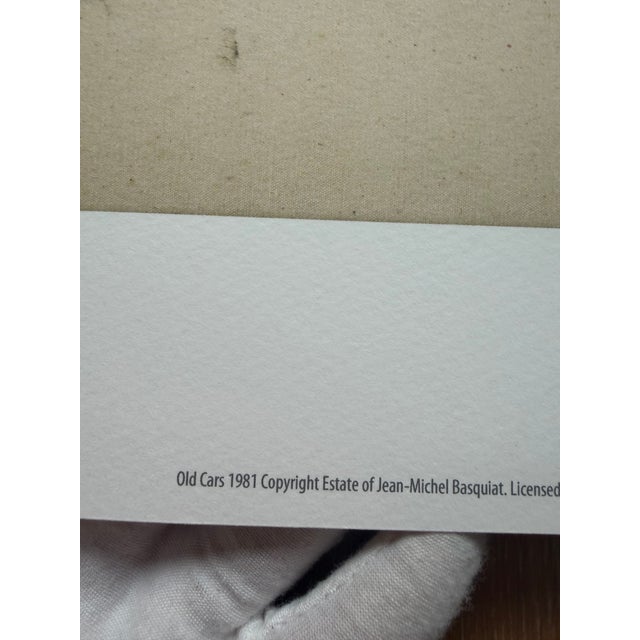 Old Cars 1981 Copyright Estate of Jean-Michel Basquiat. Licensed